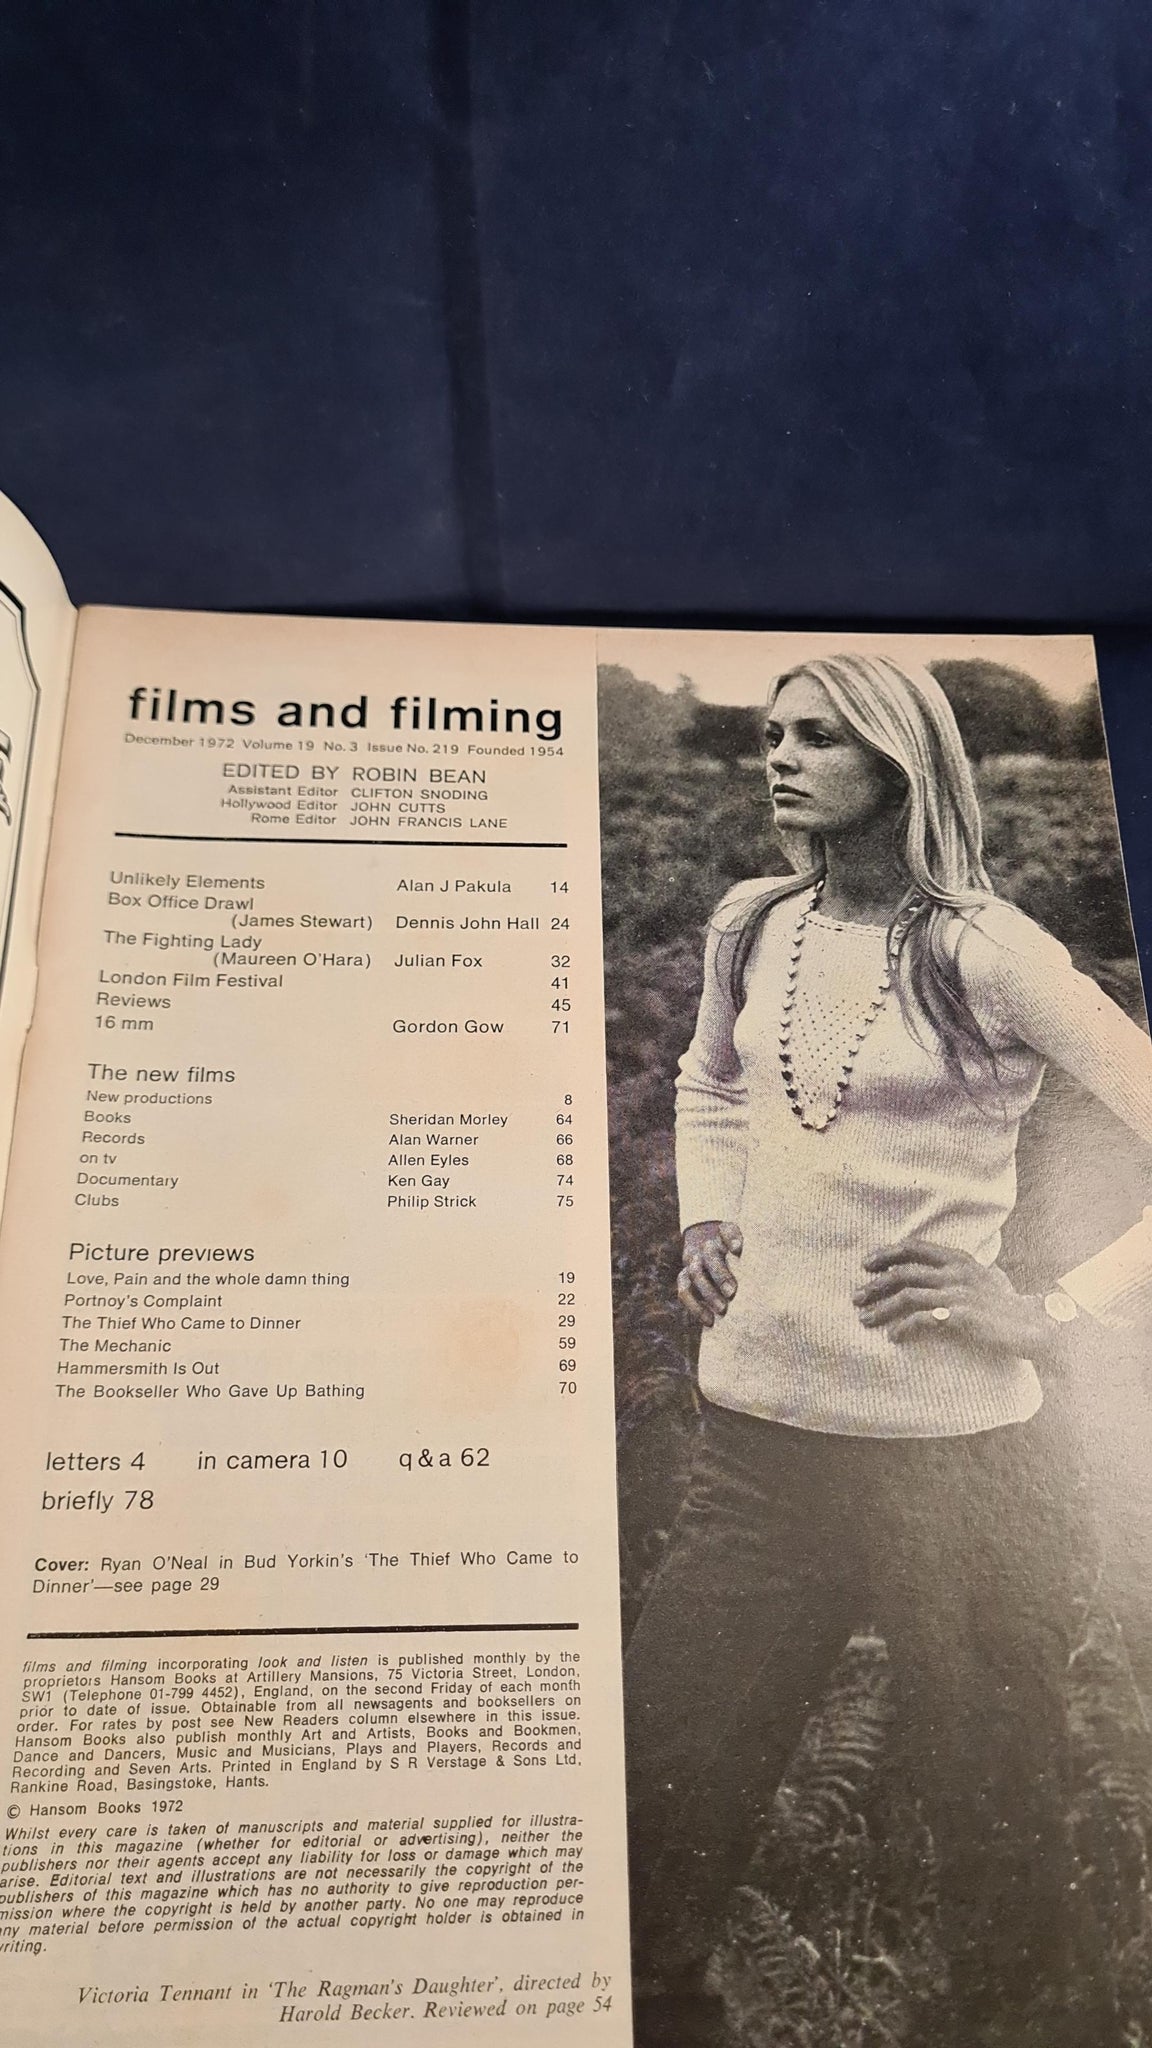 films and filming
December 1972 Volume 19 No. 3 Issue No. 219 Founded 1954
EDITED BY ROBIN BEAN
Assistant Editor CLIFTON SNODING
Hollywood Editor JOHN CUTTS
Rome Editor JOHN FRANCIS LANE
Unlikely Elements Alan J Pakula 14
Box Office Drawl
(James Stewart) Dennis John Hall 24
The Fighting Lady
(Maureen O'Hara) Julian Fox 32
London Film Festival 41
Reviews 45
16 mm Gordon Gow 71
The new films
New productions 8
Books Sheridan Morley 64
Records Alan Warner 66
on tv Allen Eyles 68
Documentary Ken Gay 74
Clubs Philip Strick 75
Picture previews
Love, Pain and the whole damn thing 19
Portnoy's Complaint 22
The Thief Who Came to Dinner 29
The Mechanic 59
Hammersmith Is Out 69
The Bookseller Who Gave Up Bathing 70
letters 4 in camera 10 q & a 62
briefly 78
Cover: Ryan O'Neal in Bud Yorkin's 'The Thief Who Came to
Dinner'—see page 29
films and filming incorporating look and listen is published monthly by the
proprietors Hansom Books at Artillery Mansions, 75 Victoria Street, London,
SW1 (Telephone 01-799 4452), England, on the second Friday of each month
prior to date of issue. Obtainable from all newsagents and booksellers on
order. For rates by post see New Readers column elsewhere in this issue.
Hansom Books also publish monthly Art and Artists, Books and Bookmen,
Dance and Dancers, Music and Musicians, Plays and Players, Records and
Recording and Seven Arts. Printed in England by S R Verstage & Sons Ltd,
Rankine Road, Basingstoke, Hants.
© Hansom Books 1972
Whilst every care is taken of manuscripts and material supplied for illustra-
tions in this magazine (whether for editorial or advertising), neither the
publishers nor their agents accept any liability for loss or damage which may
arise. Editorial text and illustrations are not necessarily the copyright of the
publishers of this magazine which has no authority to give reproduction per-
mission where the copyright is held by another party. No one may reproduce
any material before permission of the actual copyright holder is obtained in
writing.
Victoria Tennant in 'The Ragman's Daughter', directed by
Harold Becker. Reviewed on page 54